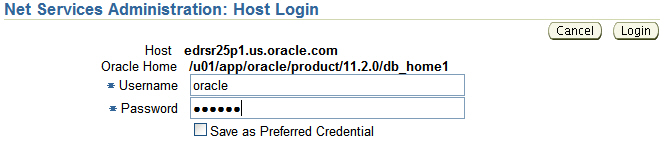 Net Services Administration: Host Login
Cancel Login
Host edrsr25p1.us.oracle.com
Oracle Home /u01/app/oracle/product/11.2.0/db_home1
* Username oracle
* Password ●●●●●●
Save as Preferred Credential